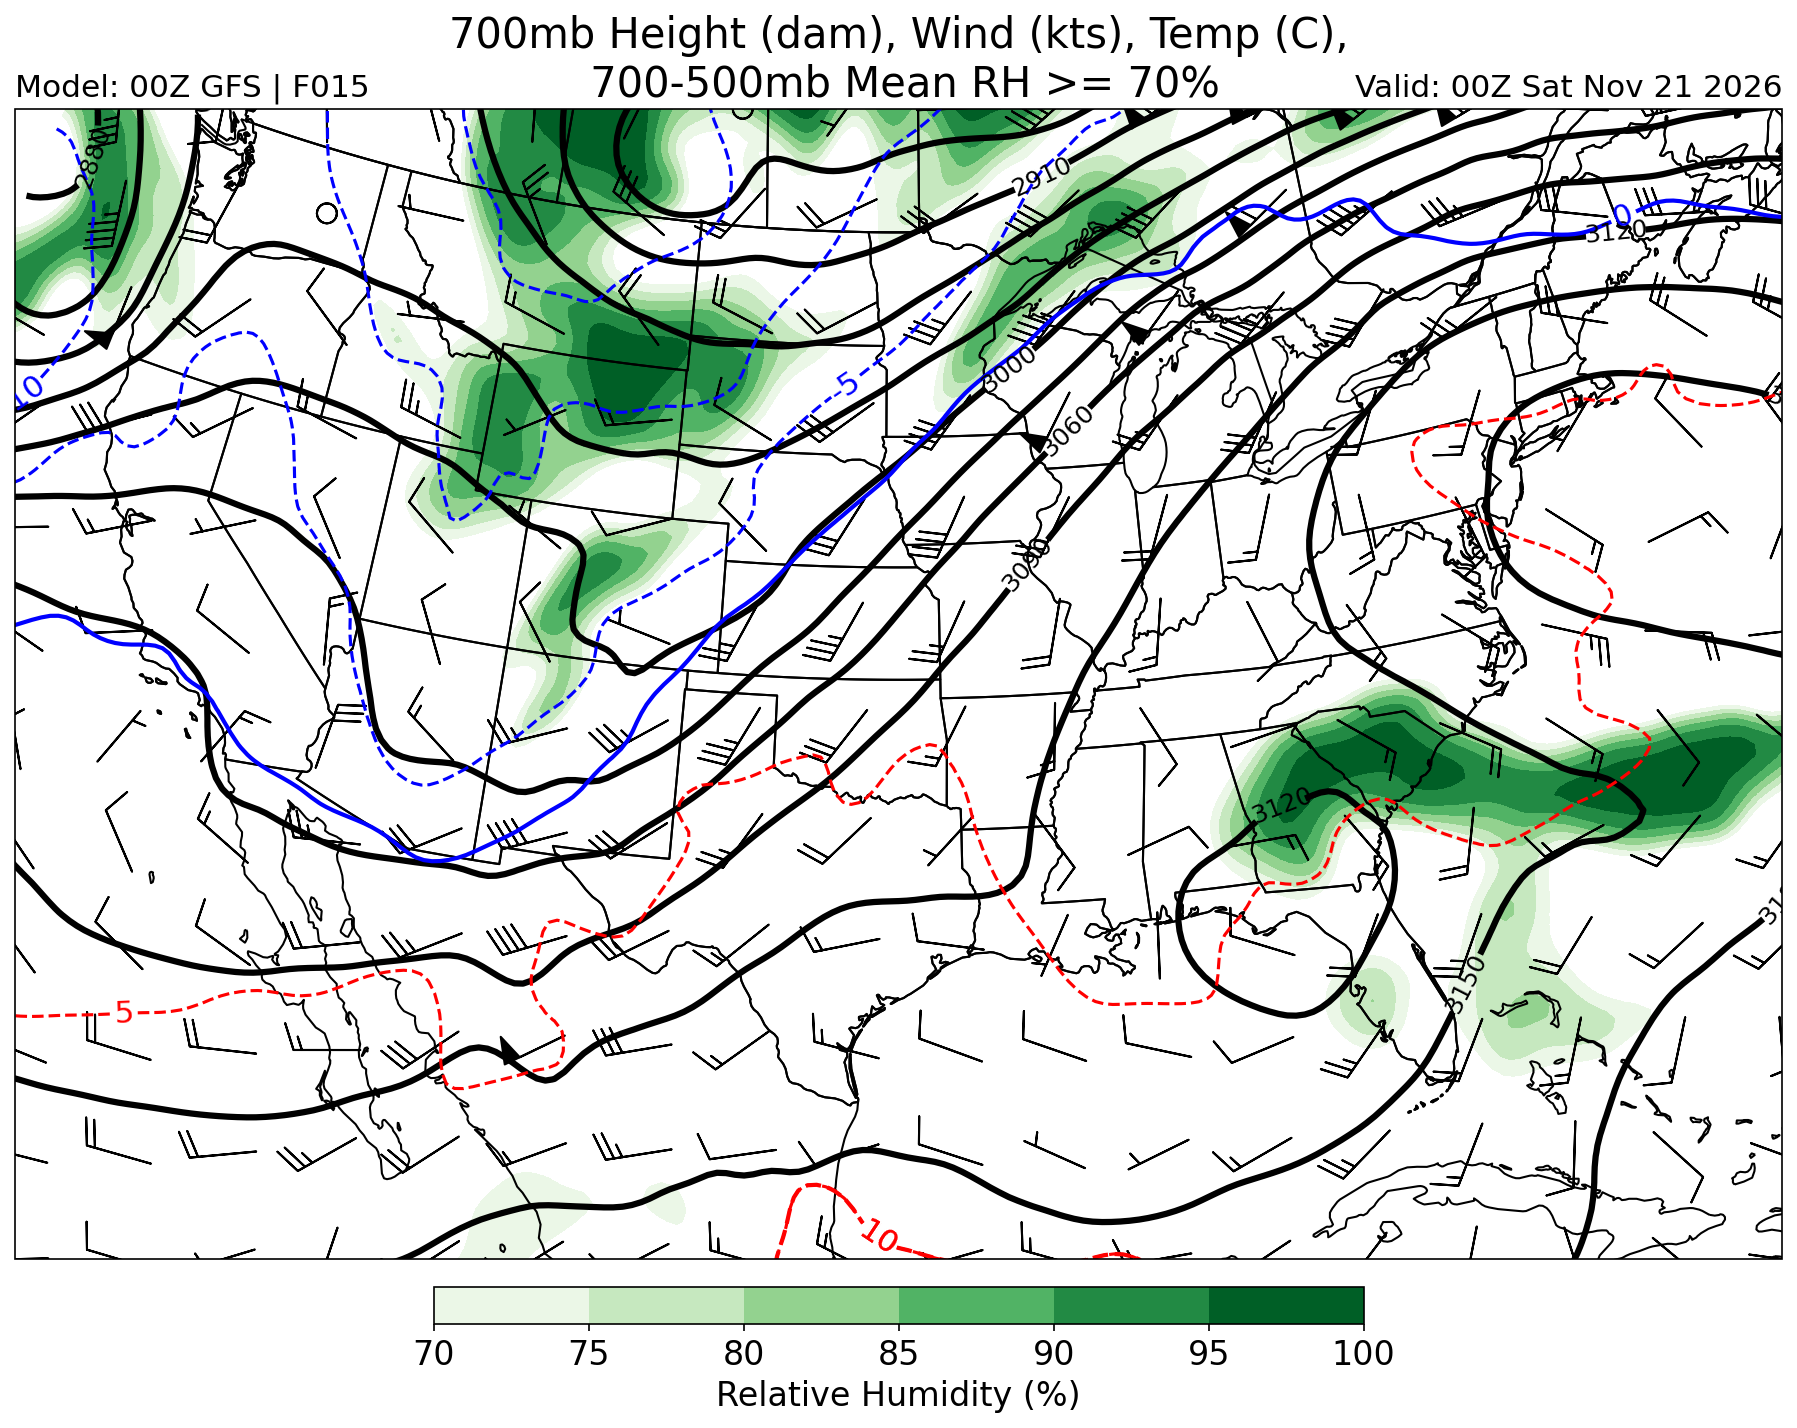 700mb Height (dam), Wind (kts), Temp (C),
700-500mb Mean RH >= 70%
Model: 00Z GFS | F015
Valid: 00Z Sat Nov 21 2026
2880
2910
0
3120
3000
-5
3060
3090
3120
3150
5
10
70 75 80 85 90 95 100
Relative Humidity (%)